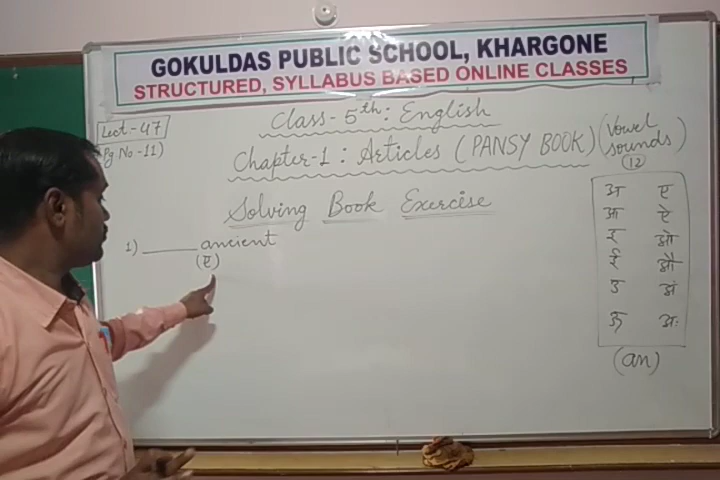 GOKULDAS PUBLIC SCHOOL, KHARGONE
STRUCTURED, SYLLABUS BASED ONLINE CLASSES
Lect-47
Pg No-11)
Class-5th: English
Chapter-1: Articles (PANSY BOOK)
(Vowel
sounds)
(12)
Solving Book Exercise
1) ______ ancient
(ए)
अ ए
आ ऐ
इ ओ
ई औ
उ अं
ऊ अः
(an)